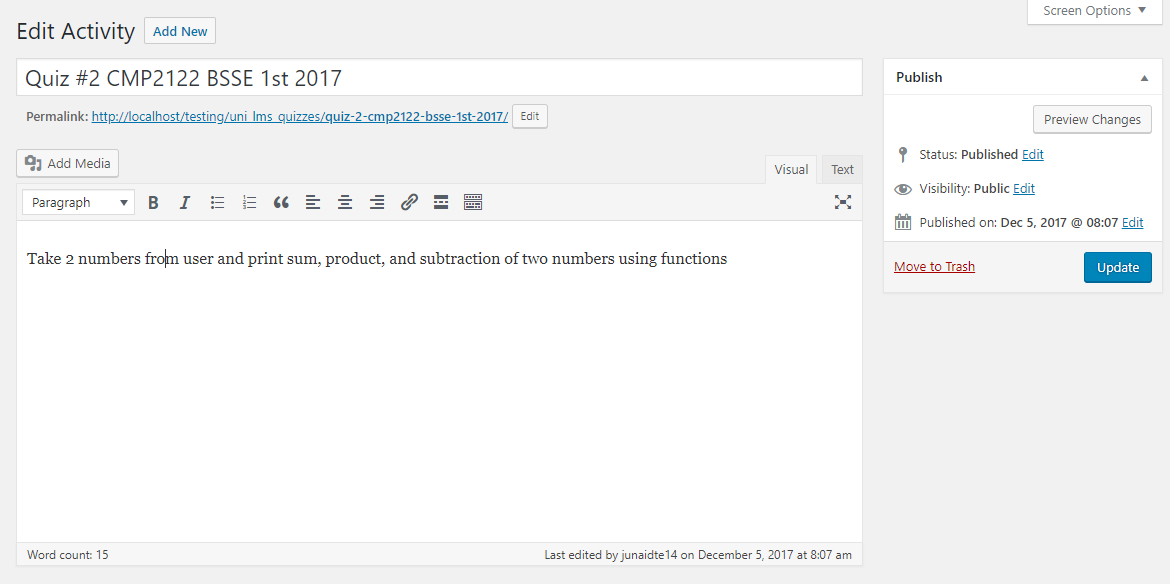 Screen Options
Edit Activity Add New
Quiz #2 CMP2122 BSSE 1st 2017
Permalink: http://localhost/testing/uni_lms_quizzes/quiz-2-cmp2122-bsse-1st-2017/ Edit
Add Media
Visual Text
Paragraph B I
Take 2 numbers from user and print sum, product, and subtraction of two numbers using functions
Word count: 15 Last edited by junaidte14 on December 5, 2017 at 8:07 am
Publish
Preview Changes
Status: Published Edit
Visibility: Public Edit
Published on: Dec 5, 2017 @ 08:07 Edit
Move to Trash Update